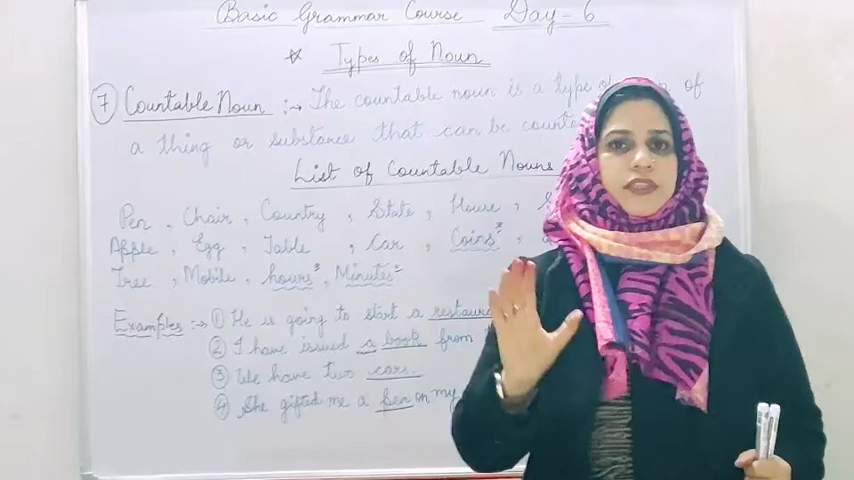 Basic Grammar Course Day - 6
☆ Types of Noun
⑦ Countable Noun :→ The countable noun is a type of of
a thing or substance that can be
List of Countable Nouns
Pen, Chair, Country, State, House,
Apple, Egg, Table, Car, Coins*,
Tree, Mobile, hours*, Minutes*
Examples :→ ① He is going to start a
② I have issued a book from
③ We have two cars.
④ She gifted me a pen on my